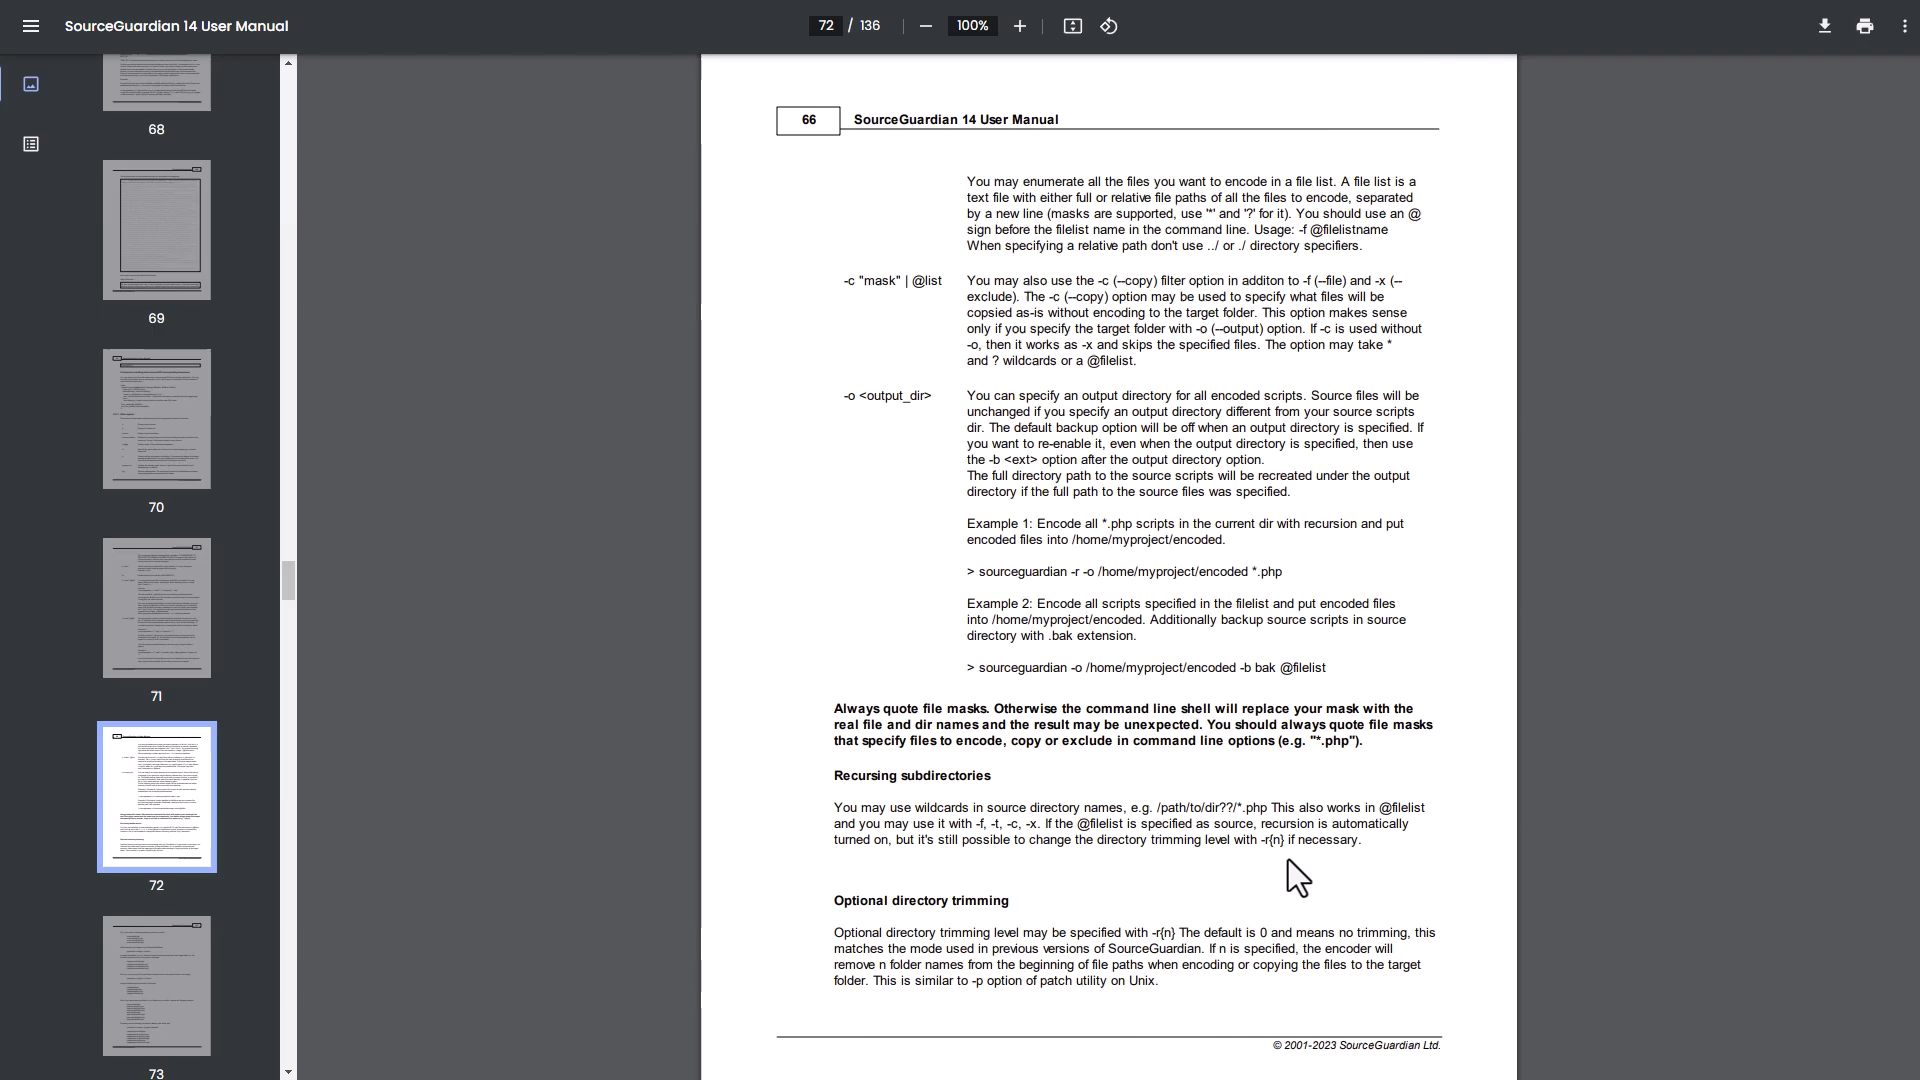 SourceGuardian 14 User Manual
72 / 136
100%
68
69
70
71
72
73
66
SourceGuardian 14 User Manual
You may enumerate all the files you want to encode in a file list. A file list is a
text file with either full or relative file paths of all the files to encode, separated
by a new line (masks are supported, use '*' and '?' for it). You should use an @
sign before the filelist name in the command line. Usage: -f @filelistname
When specifying a relative path don't use ../ or ./ directory specifiers.
-c "mask" | @list
You may also use the -c (--copy) filter option in additon to -f (--file) and -x (--
exclude). The -c (--copy) option may be used to specify what files will be
copsied as-is without encoding to the target folder. This option makes sense
only if you specify the target folder with -o (--output) option. If -c is used without
-o, then it works as -x and skips the specified files. The option may take *
and ? wildcards or a @filelist.
-o <output_dir>
You can specify an output directory for all encoded scripts. Source files will be
unchanged if you specify an output directory different from your source scripts
dir. The default backup option will be off when an output directory is specified. If
you want to re-enable it, even when the output directory is specified, then use
the -b <ext> option after the output directory option.
The full directory path to the source scripts will be recreated under the output
directory if the full path to the source files was specified.
Example 1: Encode all *.php scripts in the current dir with recursion and put
encoded files into /home/myproject/encoded.
> sourceguardian -r -o /home/myproject/encoded *.php
Example 2: Encode all scripts specified in the filelist and put encoded files
into /home/myproject/encoded. Additionally backup source scripts in source
directory with .bak extension.
> sourceguardian -o /home/myproject/encoded -b bak @filelist
Always quote file masks. Otherwise the command line shell will replace your mask with the
real file and dir names and the result may be unexpected. You should always quote file masks
that specify files to encode, copy or exclude in command line options (e.g. "*.php").
Recursing subdirectories
You may use wildcards in source directory names, e.g. /path/to/dir??/*.php This also works in @filelist
and you may use it with -f, -t, -c, -x. If the @filelist is specified as source, recursion is automatically
turned on, but it's still possible to change the directory trimming level with -r{n} if necessary.
Optional directory trimming
Optional directory trimming level may be specified with -r{n} The default is 0 and means no trimming, this
matches the mode used in previous versions of SourceGuardian. If n is specified, the encoder will
remove n folder names from the beginning of file paths when encoding or copying the files to the target
folder. This is similar to -p option of patch utility on Unix.
© 2001-2023 SourceGuardian Ltd.